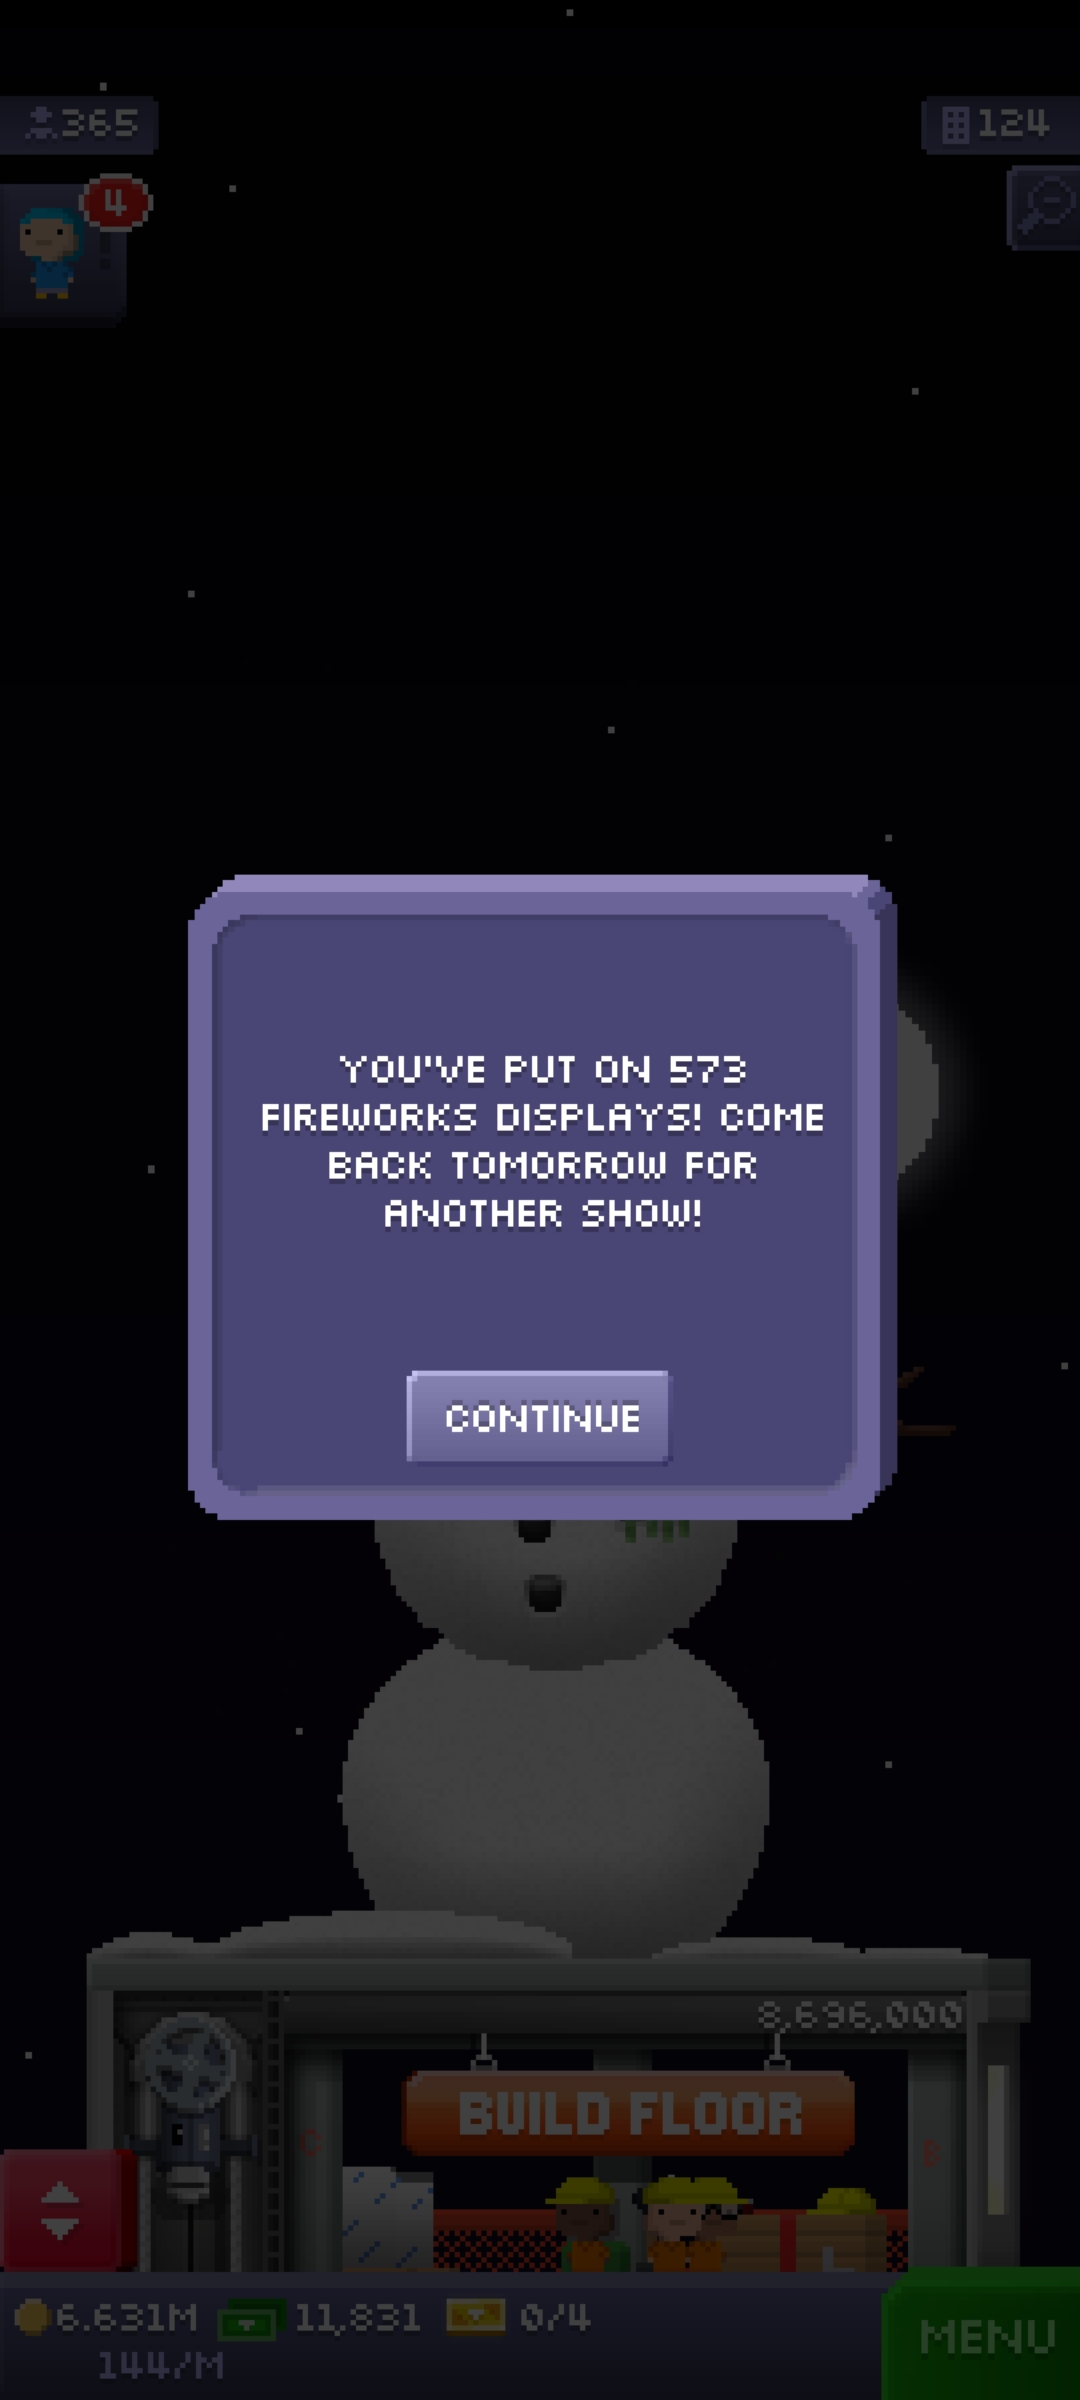 365
124
4
YOU'VE PUT ON 573
FIREWORKS DISPLAYS! COME
BACK TOMORROW FOR
ANOTHER SHOW!
CONTINUE
8,696,000
BUILD FLOOR
C
B
L
6.631M 11,831 0/4
144/M
MENU